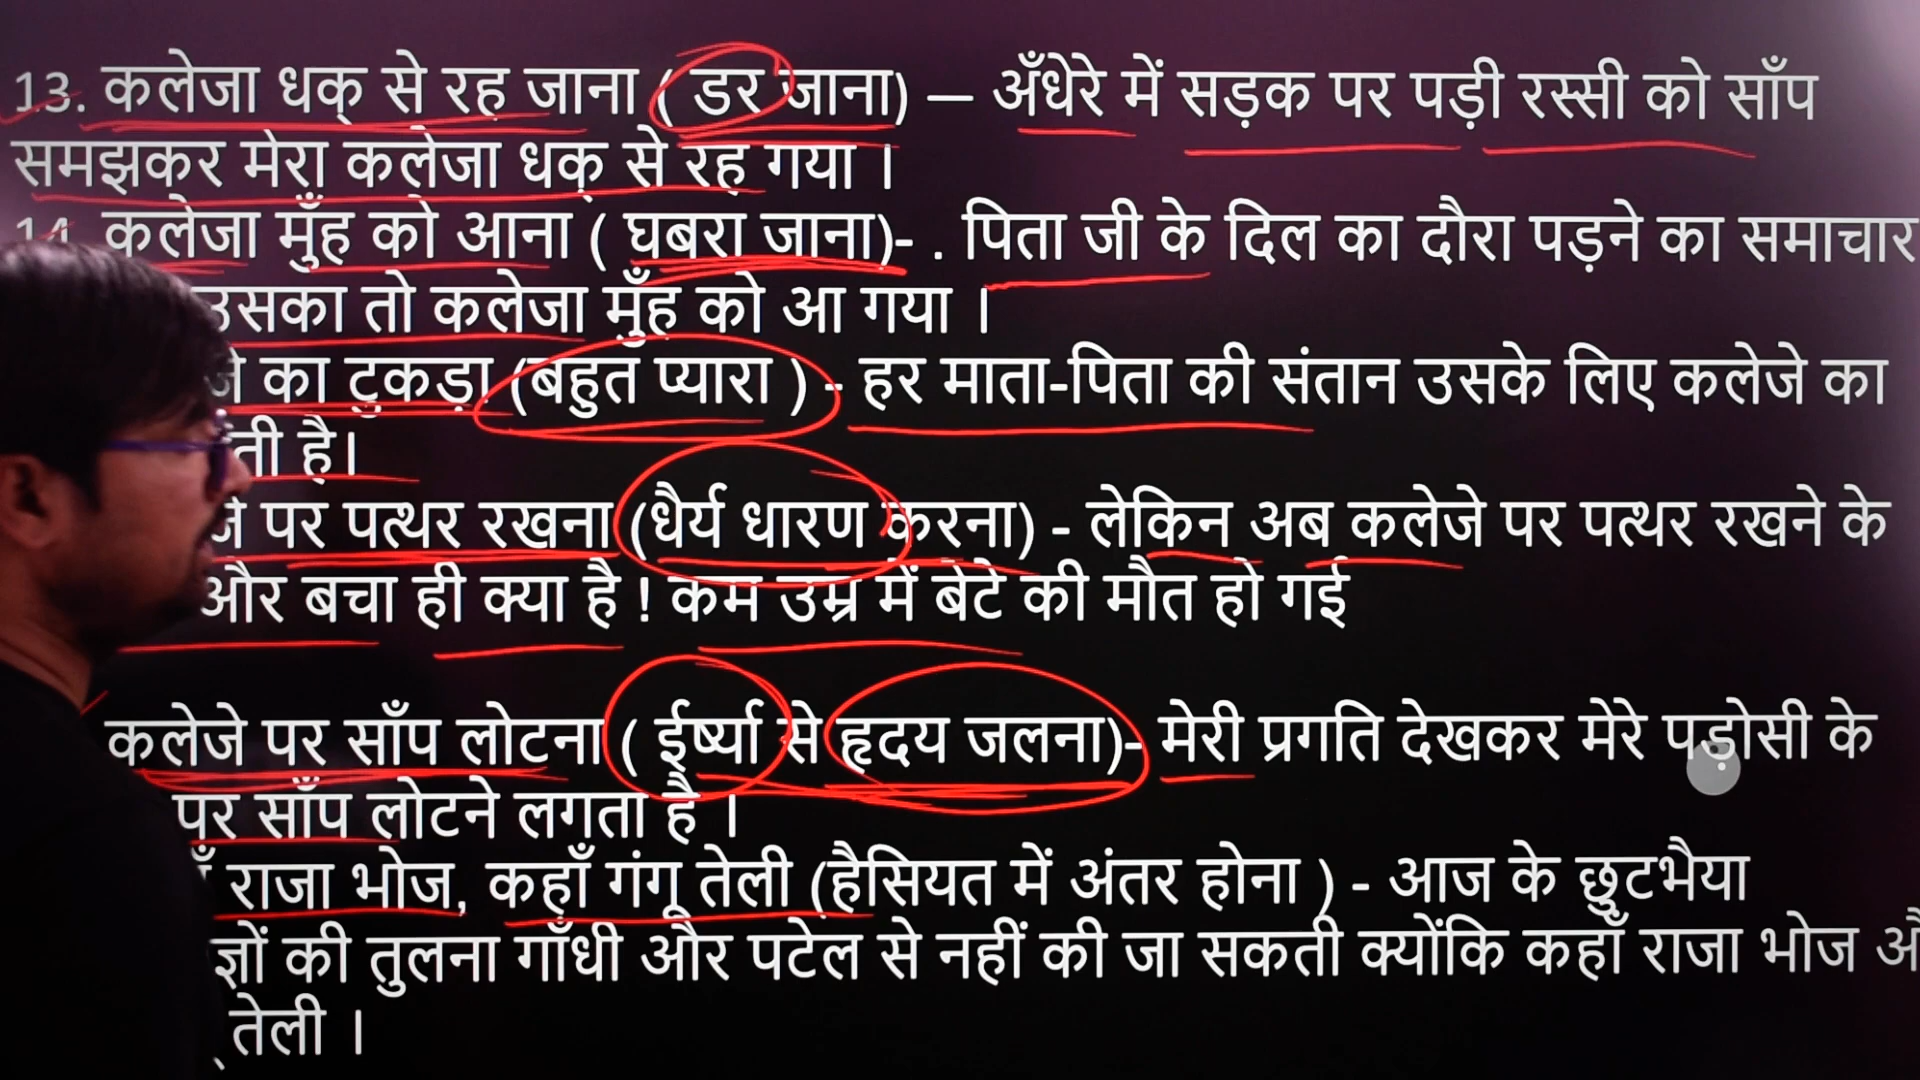 13. कलेजा धक् से रह जाना ( डर जाना) – अँधेरे में सड़क पर पड़ी रस्सी को साँप
समझकर मेरा कलेजा धक् से रह गया ।
14. कलेजा मुँह को आना ( घबरा जाना)- . पिता जी के दिल का दौरा पड़ने का समाचार
उसका तो कलेजा मुँह को आ गया ।
का टुकड़ा (बहुत प्यारा ) - हर माता-पिता की संतान उसके लिए कलेजे का
ती है।
पर पत्थर रखना (धैर्य धारण करना) - लेकिन अब कलेजे पर पत्थर रखने के
और बचा ही क्या है ! कम उम्र में बेटे की मौत हो गई
कलेजे पर साँप लोटना ( ईर्ष्या से हृदय जलना)- मेरी प्रगति देखकर मेरे पड़ोसी के
पर साँप लोटने लगता है ।
राजा भोज, कहाँ गंगू तेली (हैसियत में अंतर होना ) - आज के छुटभैया
ज्ञों की तुलना गाँधी और पटेल से नहीं की जा सकती क्योंकि कहाँ राजा भोज
तेली ।